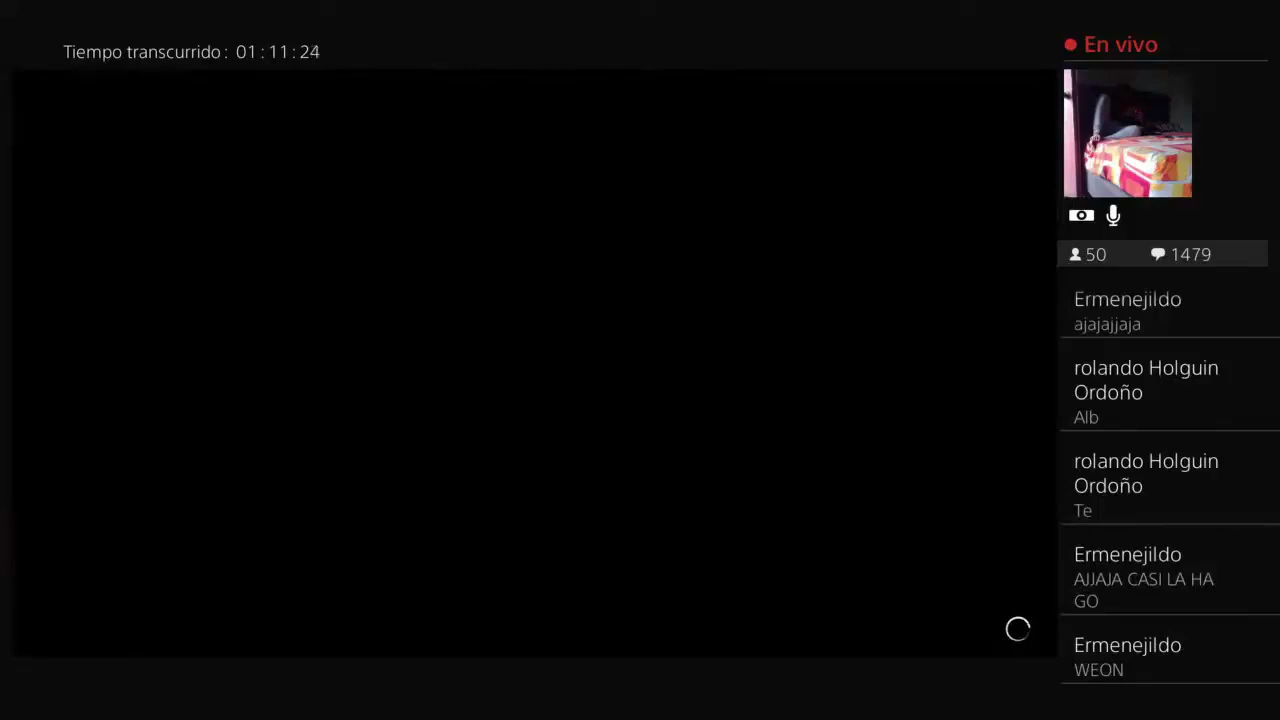 Tiempo transcurrido : 01 : 11 : 24
En vivo
50 1479
Ermenejildo
ajajajjaja
rolando Holguin
Ordoño
Alb
rolando Holguin
Ordoño
Te
Ermenejildo
AJJAJA CASI LA HA
GO
Ermenejildo
WEON